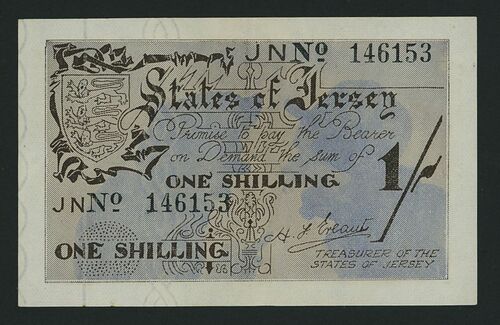 JNNo 146153
States of Jersey
Promise to pay the Bearer
on Demand the sum of
ONE SHILLING 1/-
JNNo 146153
ONE SHILLING
TREASURER OF THE
STATES OF JERSEY